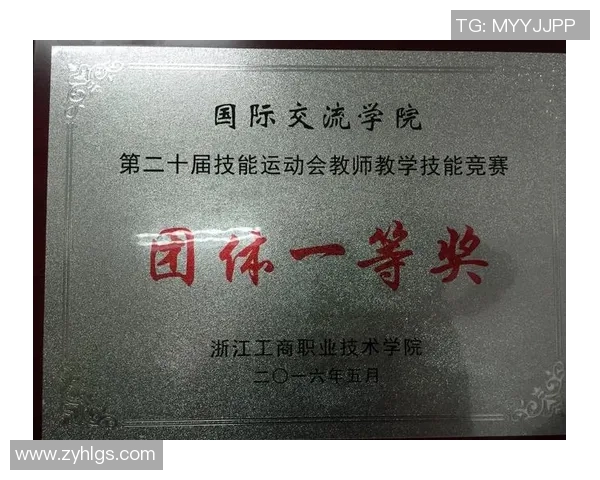 TG: MYYJJPP
国际交流学院
第二十届技能运动会教师教学技能竞赛
团体一等奖
浙江工商职业技术学院
二〇一六年五月
www.zyhlgs.com